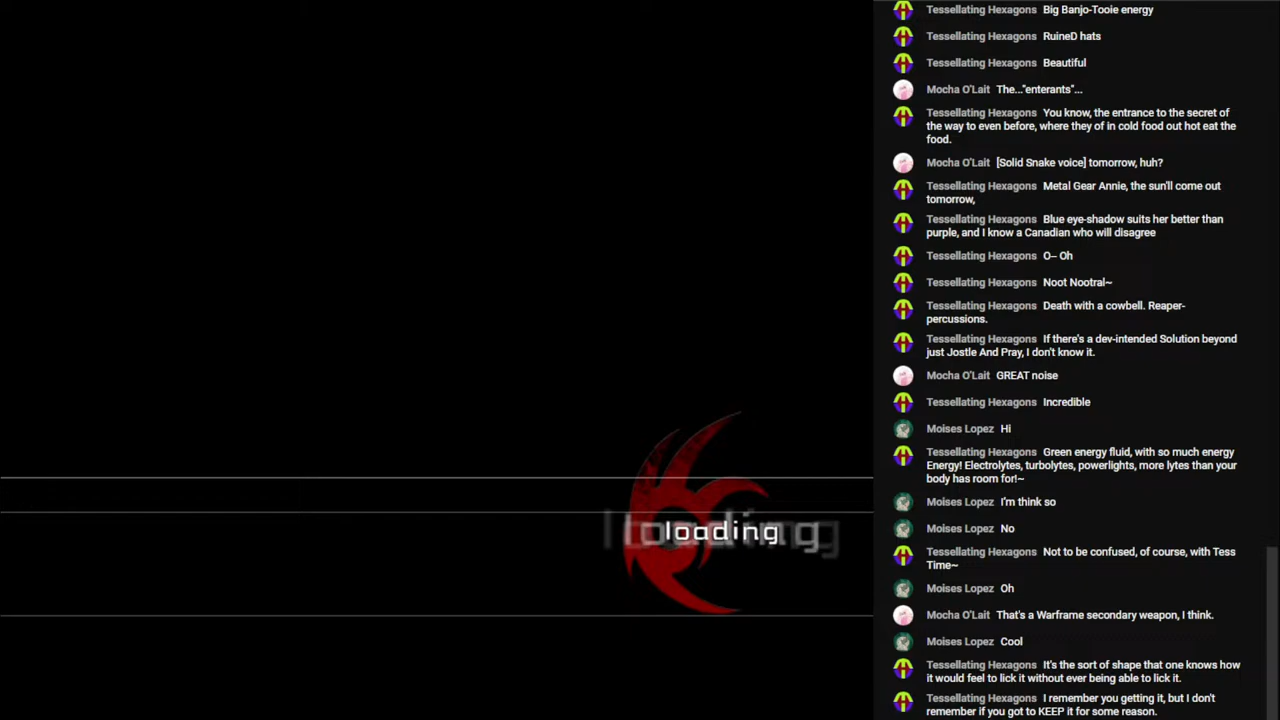 Tessellating Hexagons Big Banjo-Tooie energy
Tessellating Hexagons RuineD hats
Tessellating Hexagons Beautiful
Mocha O'Lait The..."enterants"...
Tessellating Hexagons You know, the entrance to the secret of
the way to even before, where they of in cold food out hot eat the
food.
Mocha O'Lait [Solid Snake voice] tomorrow, huh?
Tessellating Hexagons Metal Gear Annie, the sun'll come out
tomorrow,
Tessellating Hexagons Blue eye-shadow suits her better than
purple, and I know a Canadian who will disagree
Tessellating Hexagons O-- Oh
Tessellating Hexagons Noot Nootral~
Tessellating Hexagons Death with a cowbell. Reaper-
percussions.
Tessellating Hexagons If there's a dev-intended Solution beyond
just Jostle And Pray, I don't know it.
Mocha O'Lait GREAT noise
Tessellating Hexagons Incredible
Moises Lopez Hi
Tessellating Hexagons Green energy fluid, with so much energy
Energy! Electrolytes, turbolytes, powerlights, more lytes than your
body has room for!~
Moises Lopez I'm think so
Moises Lopez No
Tessellating Hexagons Not to be confused, of course, with Tess
Time~
Moises Lopez Oh
Mocha O'Lait That's a Warframe secondary weapon, I think.
Moises Lopez Cool
Tessellating Hexagons It's the sort of shape that one knows how
it would feel to lick it without ever being able to lick it.
Tessellating Hexagons I remember you getting it, but I don't
remember if you got to KEEP it for some reason.
loading